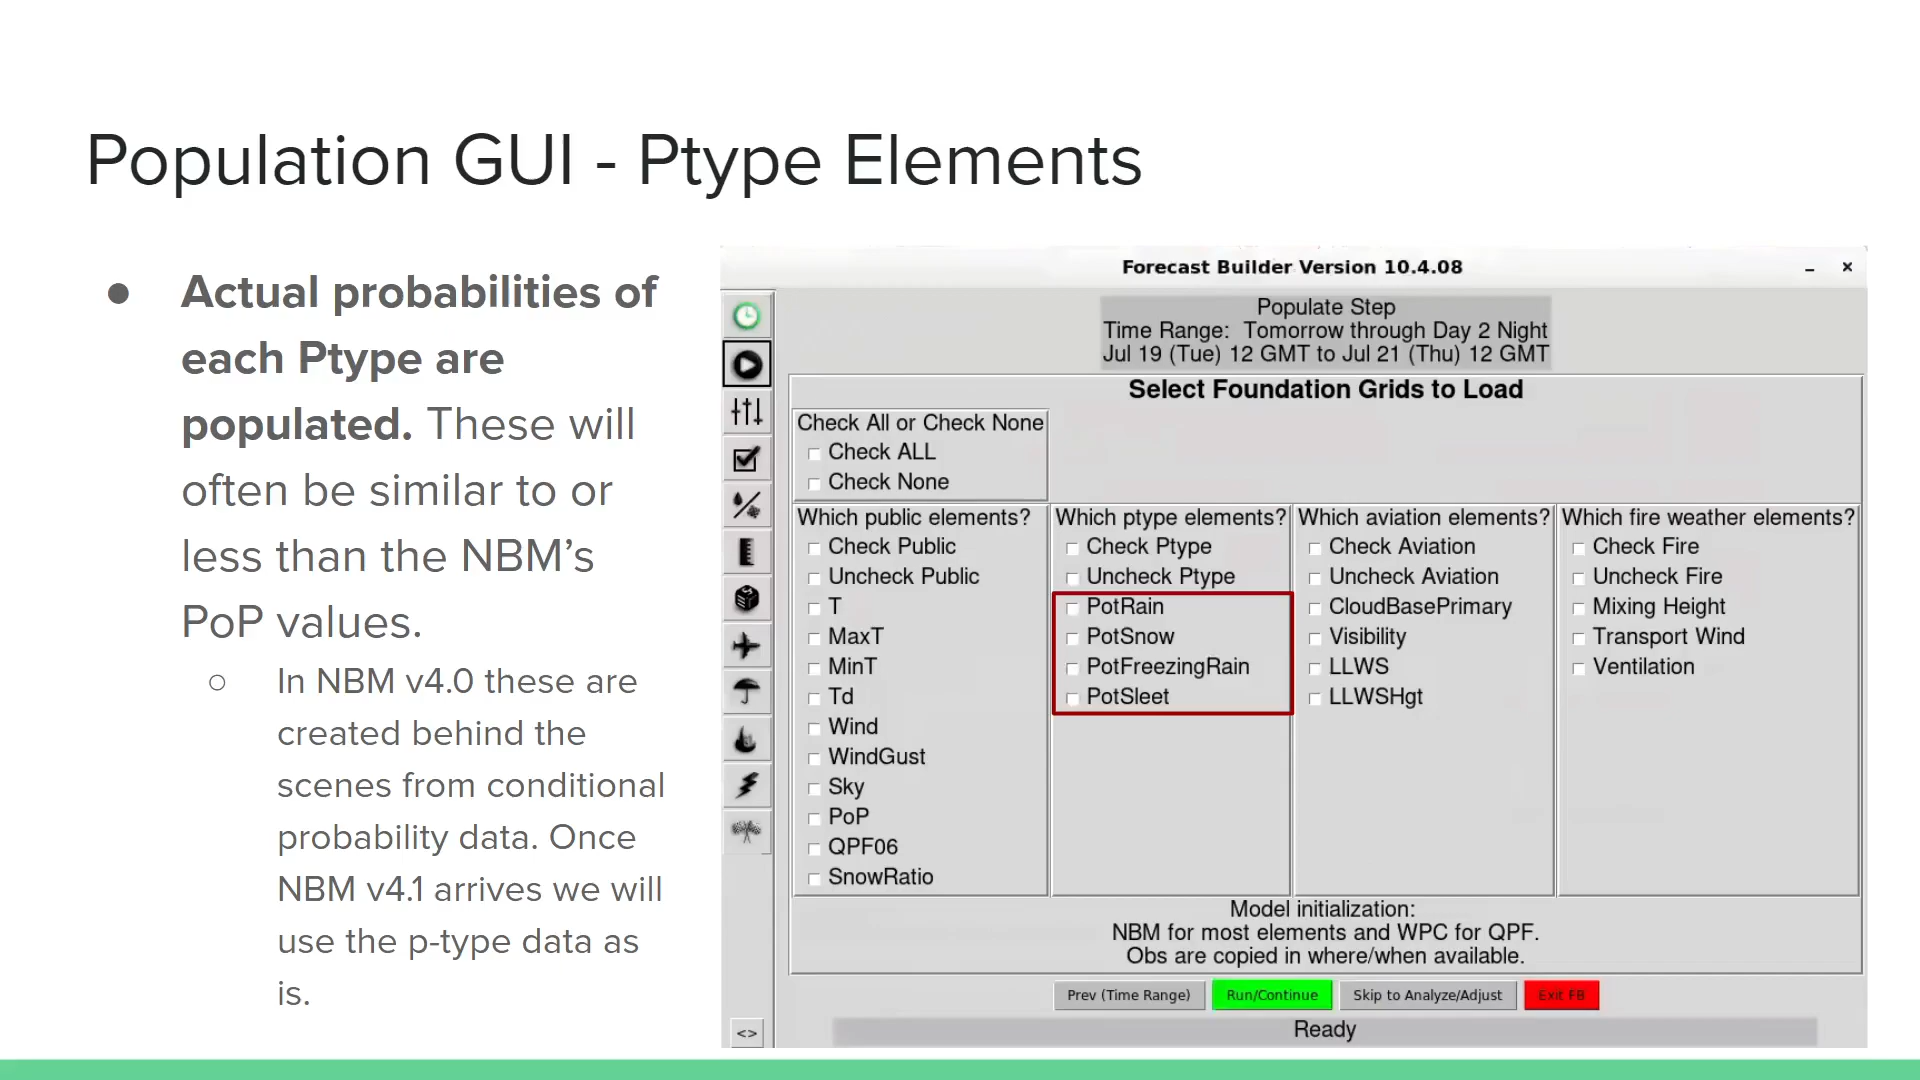 Population GUI - Ptype Elements
● Actual probabilities of
each Ptype are
populated. These will
often be similar to or
less than the NBM’s
PoP values.
○ In NBM v4.0 these are
created behind the
scenes from conditional
probability data. Once
NBM v4.1 arrives we will
use the p-type data as
is.
Forecast Builder Version 10.4.08
Populate Step
Time Range: Tomorrow through Day 2 Night
Jul 19 (Tue) 12 GMT to Jul 21 (Thu) 12 GMT
Select Foundation Grids to Load
Check All or Check None
Check ALL
Check None
Which public elements?
Check Public
Uncheck Public
T
MaxT
MinT
Td
Wind
WindGust
Sky
PoP
QPF06
SnowRatio
Which ptype elements?
Check Ptype
Uncheck Ptype
PotRain
PotSnow
PotFreezingRain
PotSleet
Which aviation elements?
Check Aviation
Uncheck Aviation
CloudBasePrimary
Visibility
LLWS
LLWSHgt
Which fire weather elements?
Check Fire
Uncheck Fire
Mixing Height
Transport Wind
Ventilation
Model initialization:
NBM for most elements and WPC for QPF.
Obs are copied in where/when available.
Prev (Time Range) Run/Continue Skip to Analyze/Adjust Exit FB
<> Ready